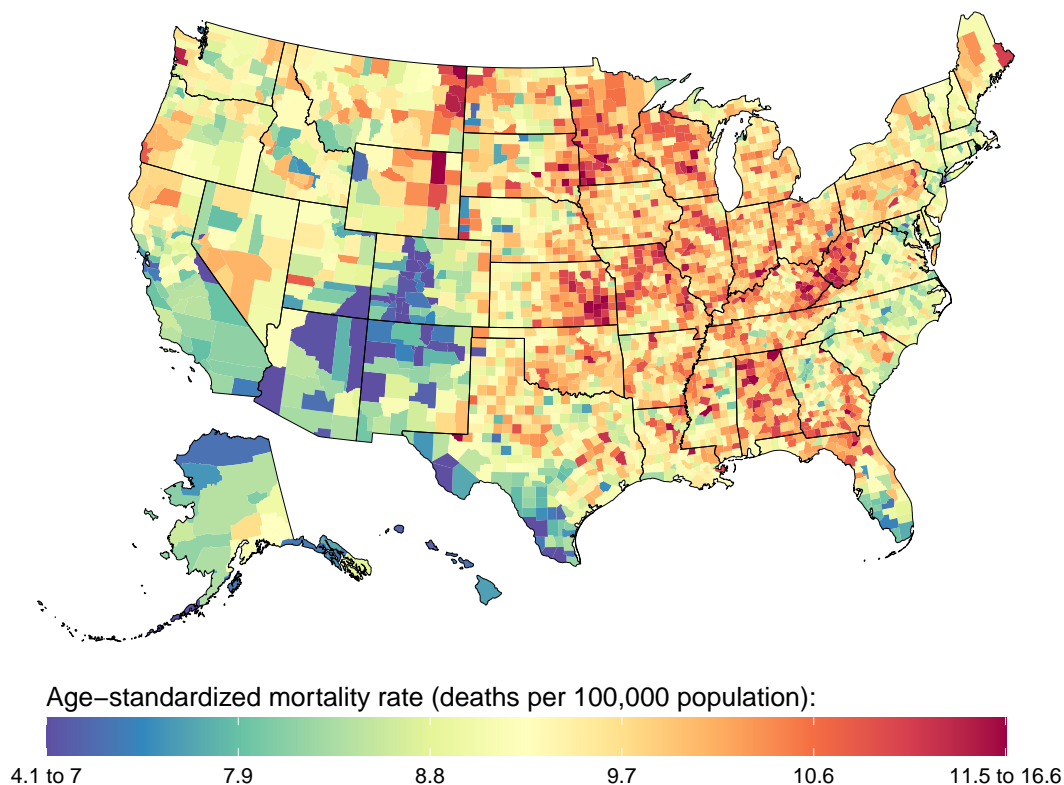 Age−standardized mortality rate (deaths per 100,000 population):
4.1 to 7 7.9 8.8 9.7 10.6 11.5 to 16.6